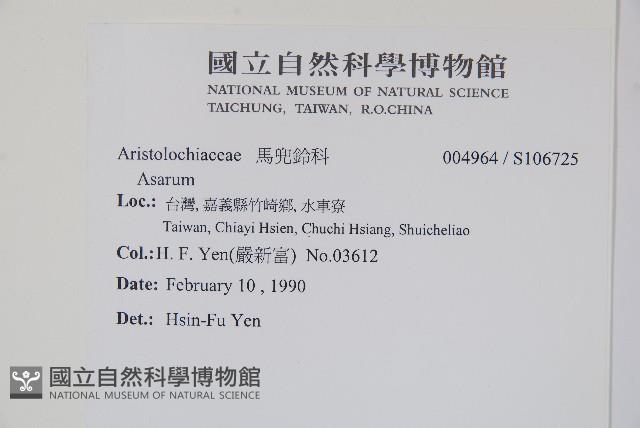 國立自然科學博物館
NATIONAL MUSEUM OF NATURAL SCIENCE
TAICHUNG, TAIWAN, R.O.CHINA
Aristolochiaceae 馬兜鈴科 004964 / S106725
Asarum
Loc.: 台灣, 嘉義縣竹崎鄉, 水車寮
Taiwan, Chiayi Hsien, Chuchi Hsiang, Shuicheliao
Col.: H. F. Yen(嚴新富) No.03612
Date: February 10 , 1990
Det.: Hsin-Fu Yen
國立自然科學博物館
NATIONAL MUSEUM OF NATURAL SCIENCE